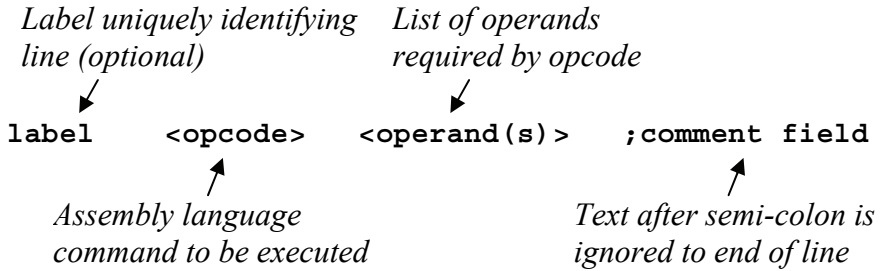 Label uniquely identifying
line (optional)
List of operands
required by opcode
label <opcode> <operand(s)> ;comment field
Assembly language
command to be executed
Text after semi-colon is
ignored to end of line